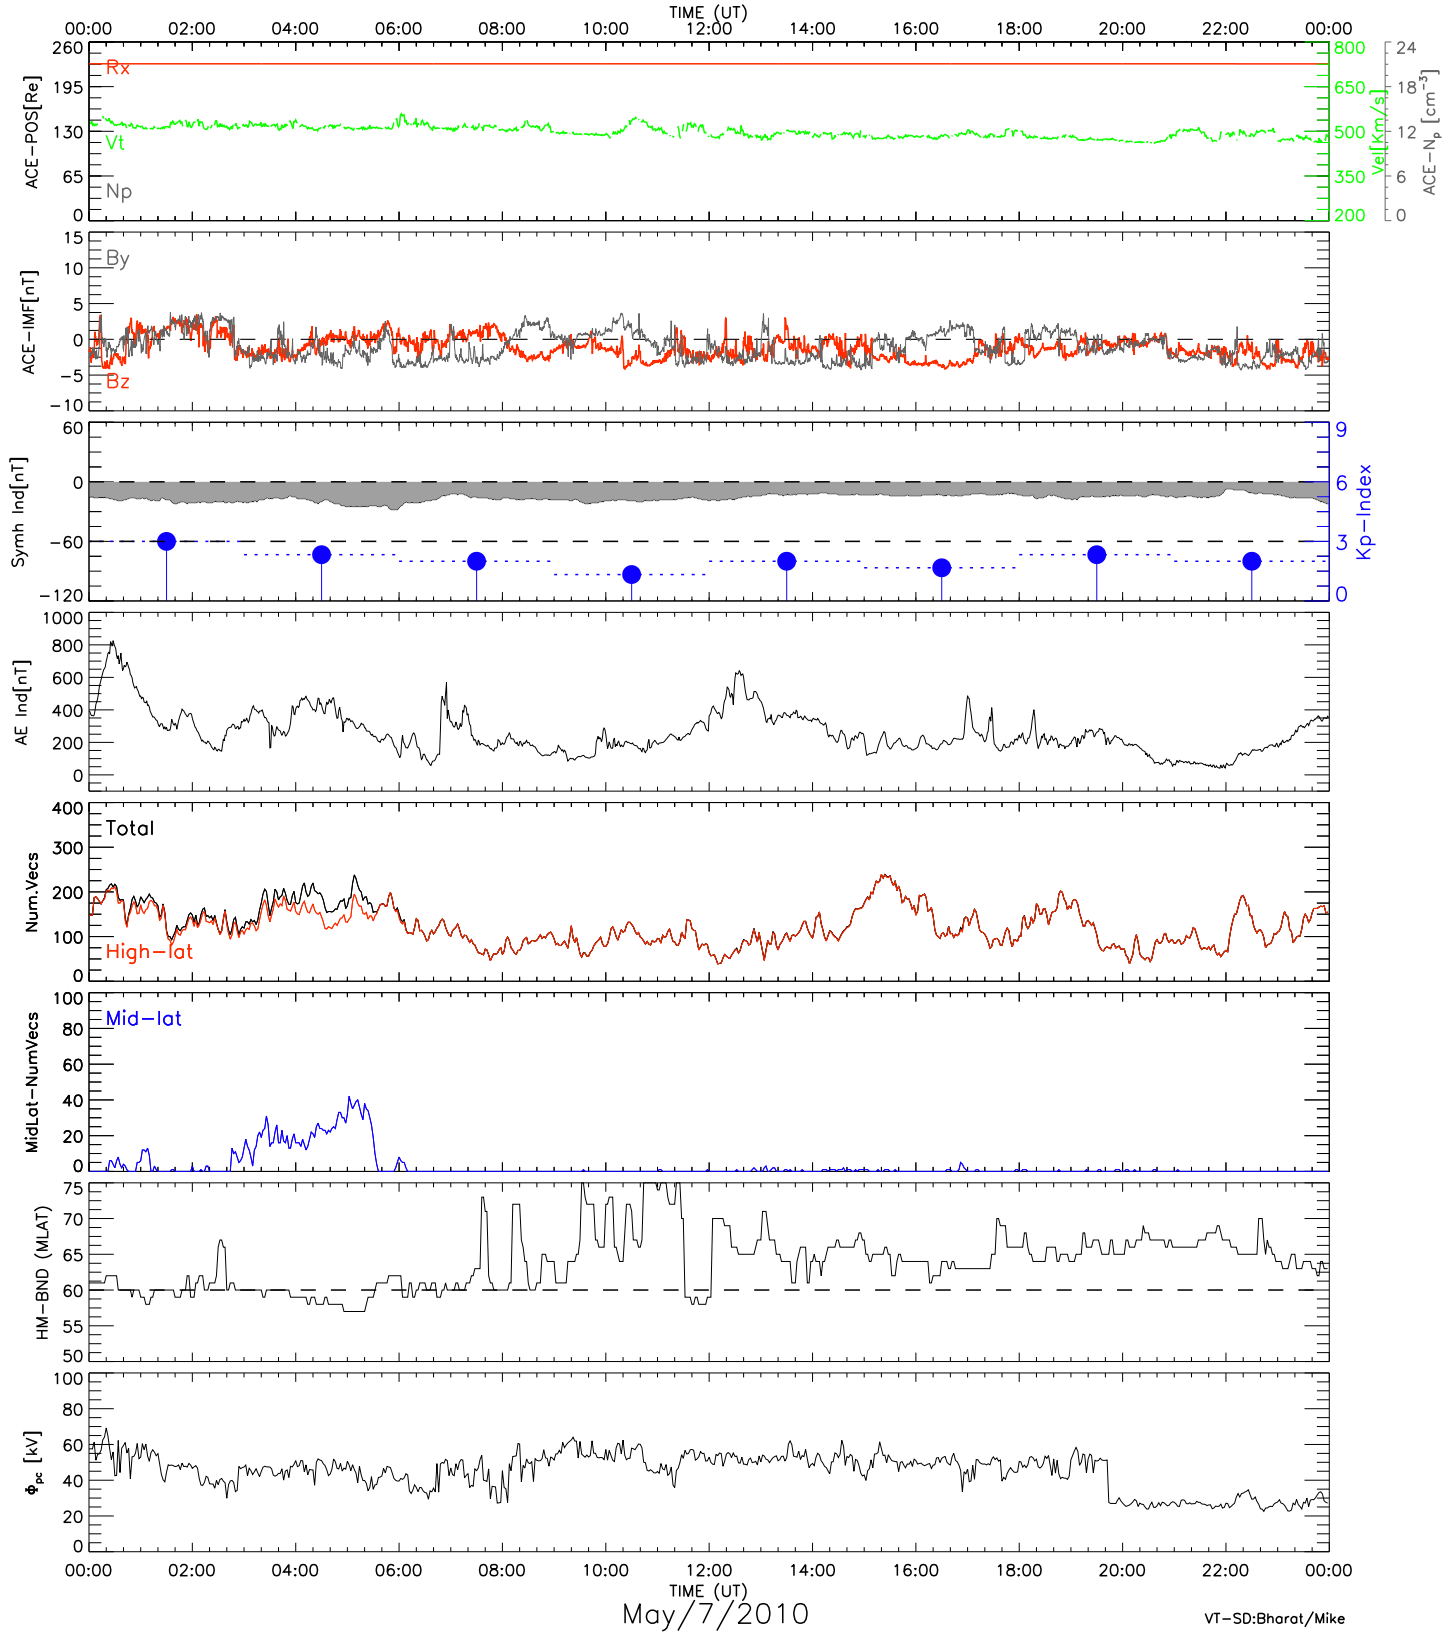 TIME (UT)
00:00 02:00 04:00 06:00 08:00 10:00 12:00 14:00 16:00 18:00 20:00 22:00 00:00
ACE-POS[Re]
260
195
130
65
0
Rx
Vt
Np
800
650
500
350
200
Vel[Km/s]
24
18
12
6
0
ACE-Np [cm-3]
ACE-IMF[nT]
15
10
5
0
-5
-10
By
Bz
Symh Ind[nT]
60
0
-60
-120
9
6
3
0
Kp-Index
AE Ind[nT]
1000
800
600
400
200
0
Num.Vecs
400
300
200
100
0
Total
High-lat
MidLat-NumVecs
100
80
60
40
20
0
Mid-lat
HM-BND (MLAT)
75
70
65
60
55
50
Φpc [kV]
100
80
60
40
20
0
00:00 02:00 04:00 06:00 08:00 10:00 12:00 14:00 16:00 18:00 20:00 22:00 00:00
TIME (UT)
May/7/2010
VT-SD:Bharat/Mike